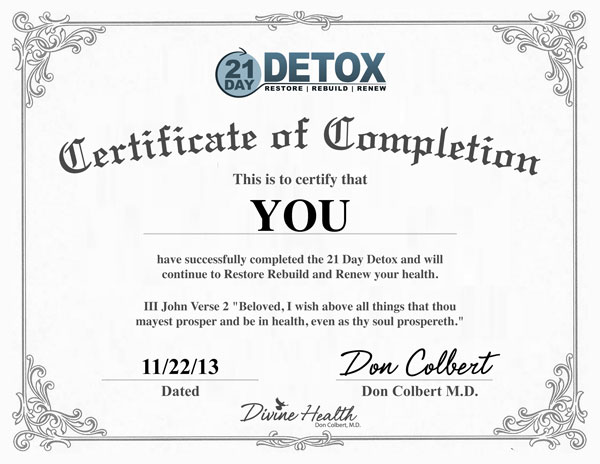 21 DAY DETOX
RESTORE | REBUILD | RENEW
Certificate of Completion
This is to certify that
YOU
have successfully completed the 21 Day Detox and will
continue to Restore Rebuild and Renew your health.
III John Verse 2 "Beloved, I wish above all things that thou
mayest prosper and be in health, even as thy soul prospereth."
11/22/13
Don Colbert
Dated
Don Colbert M.D.
Divine Health
Don Colbert, M.D.